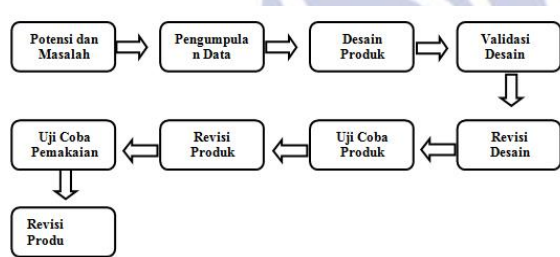 Potensi dan
Masalah
Pengumpula
n Data
Desain
Produk
Validasi
Desain
Revisi
Desain
Uji Coba
Produk
Revisi
Produk
Uji Coba
Pemakaian
Revisi
Produ